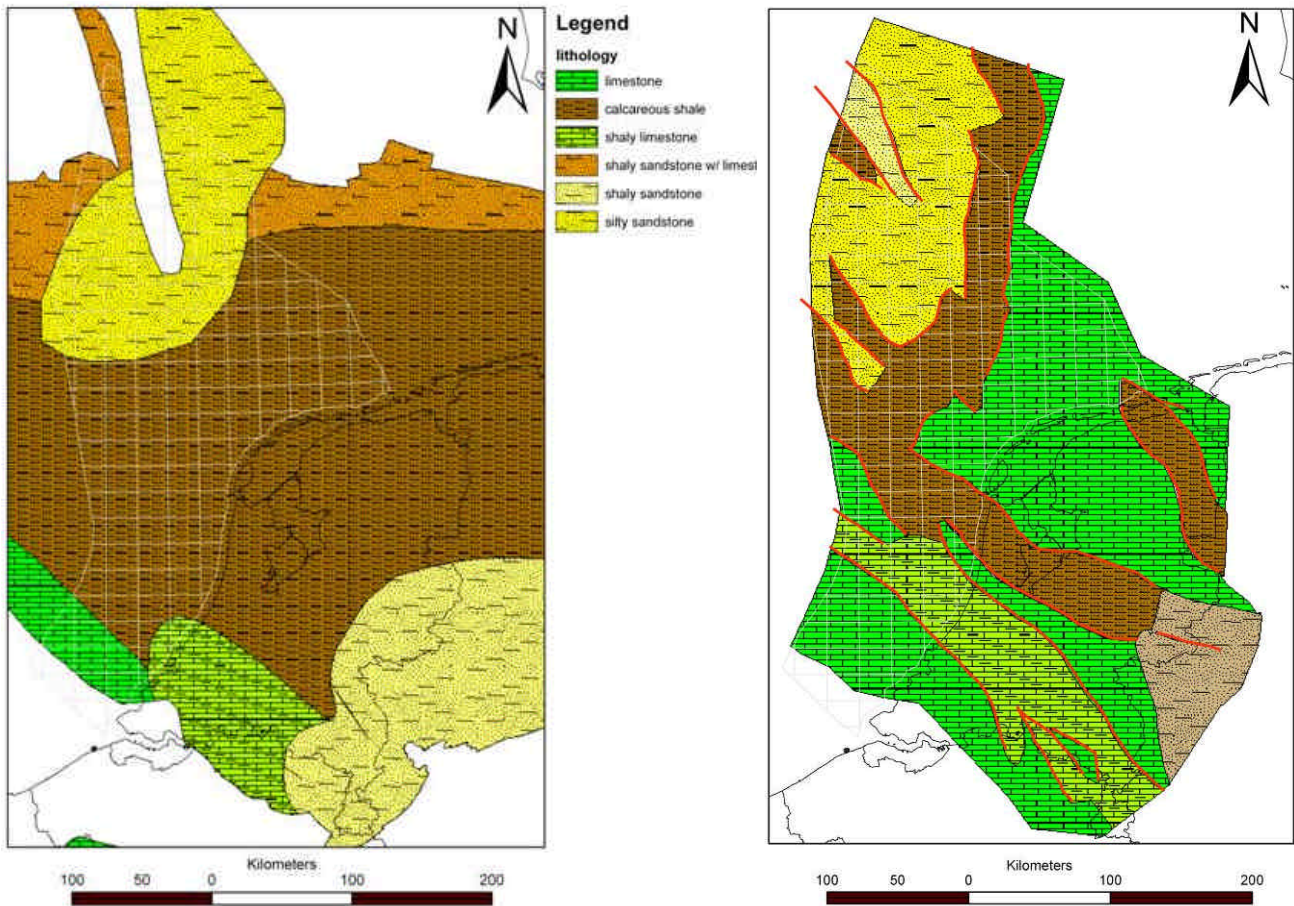 Legend
N
lithology
limestone
calcareous shale
shaly limestone
shaly sandstone w/ limest
shaly sandstone
silty sandstone
Kilometers
100 50 0 100 200
N
Kilometers
100 50 0 100 200